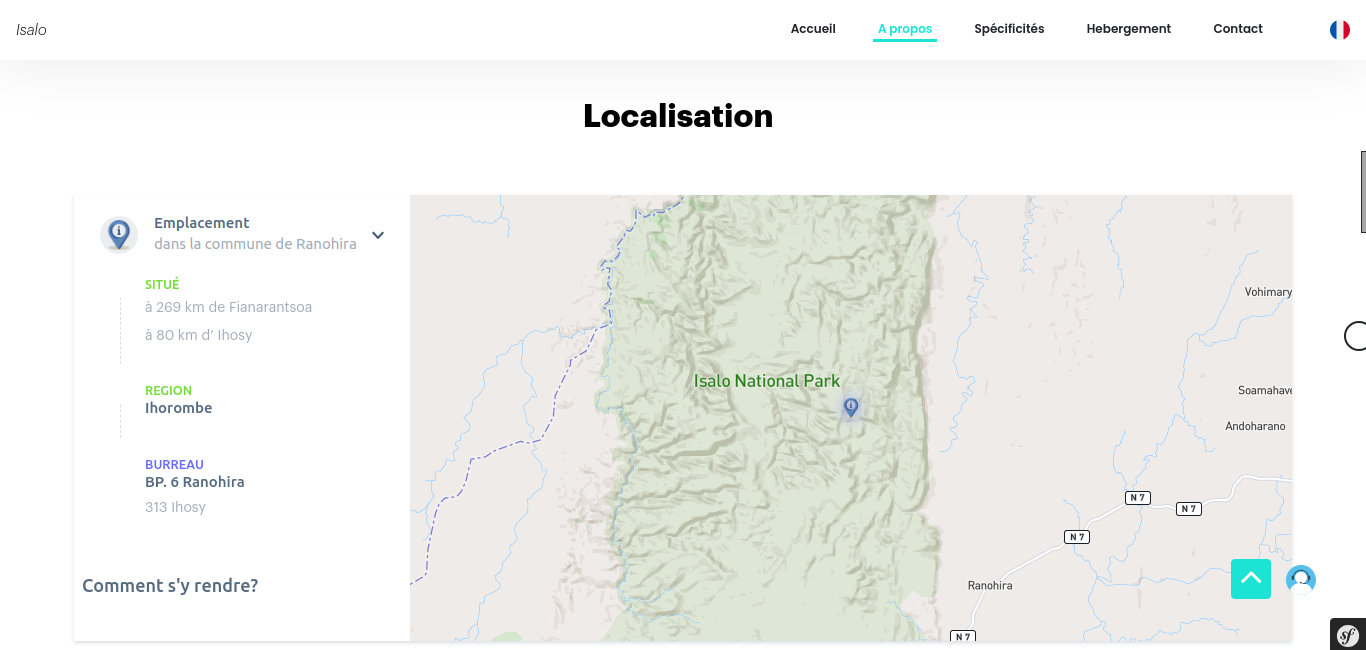 Isalo
Accueil
A propos
Spécificités
Hebergement
Contact
Localisation
Emplacement
dans la commune de Ranohira
SITUÉ
à 269 km de Fianarantsoa
à 80 km d’ Ihosy
REGION
Ihorombe
BURREAU
BP. 6 Ranohira
313 Ihosy
Comment s'y rendre?
Vohimary
Isalo National Park
Soamahave
Andoharano
N 7
N 7
N 7
Ranohira
N 7
sf